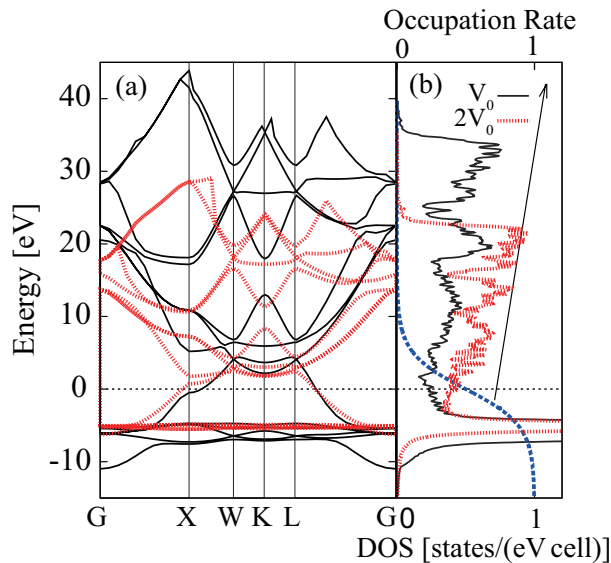 Occupation Rate
0 1
(a) (b)
V0
2V0
Energy [eV]
40
30
20
10
0
-10
G X W K L G 0 1
DOS [states/(eV cell)]